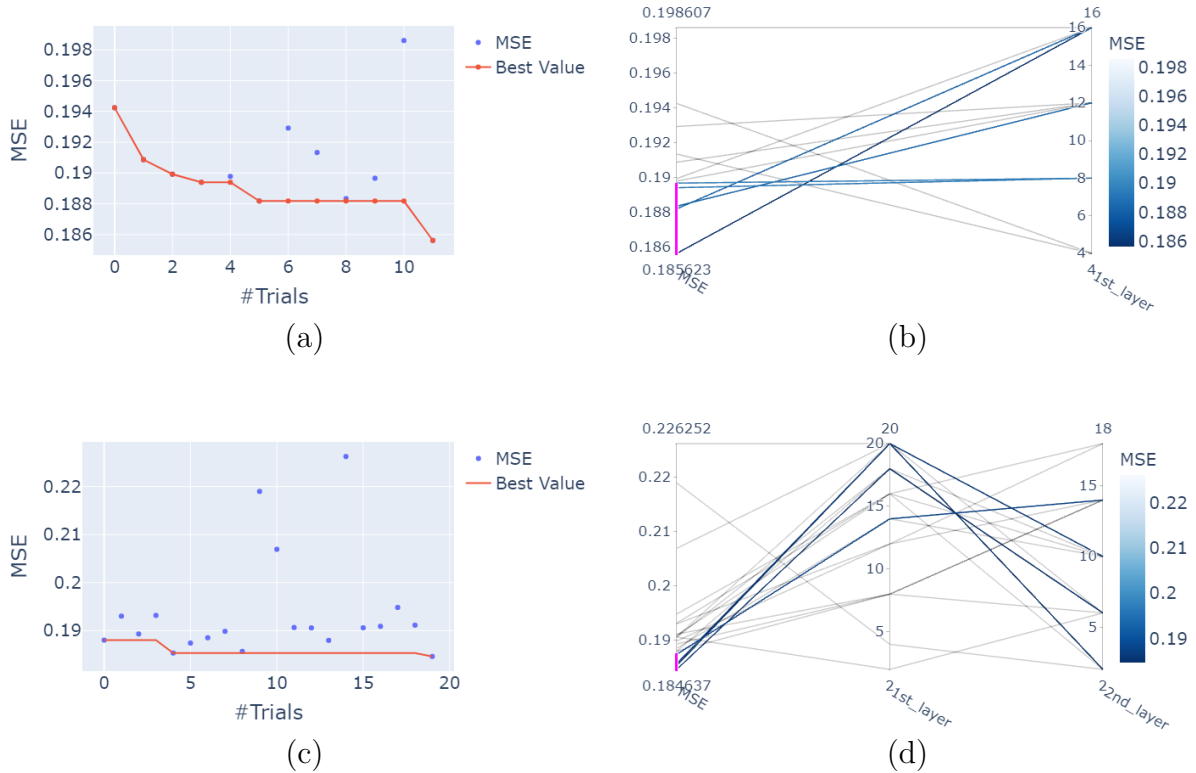 0.198
0.196
0.194
0.192
0.19
0.188
0.186
MSE
0 2 4 6 8 10
#Trials
MSE
Best Value
(a)
0.198607
0.198
0.196
0.194
0.192
0.19
0.188
0.186
0.185623
MSE
16
16
14
12
10
8
6
4
4
1st_layer
MSE
0.198
0.196
0.194
0.192
0.19
0.188
0.186
(b)
0.22
0.21
0.2
0.19
MSE
0 5 10 15 20
#Trials
MSE
Best Value
(c)
0.226252
0.22
0.21
0.2
0.19
0.184637
MSE
20
20
15
10
5
2
1st_layer
18
15
10
5
2
2nd_layer
MSE
0.22
0.21
0.2
0.19
(d)